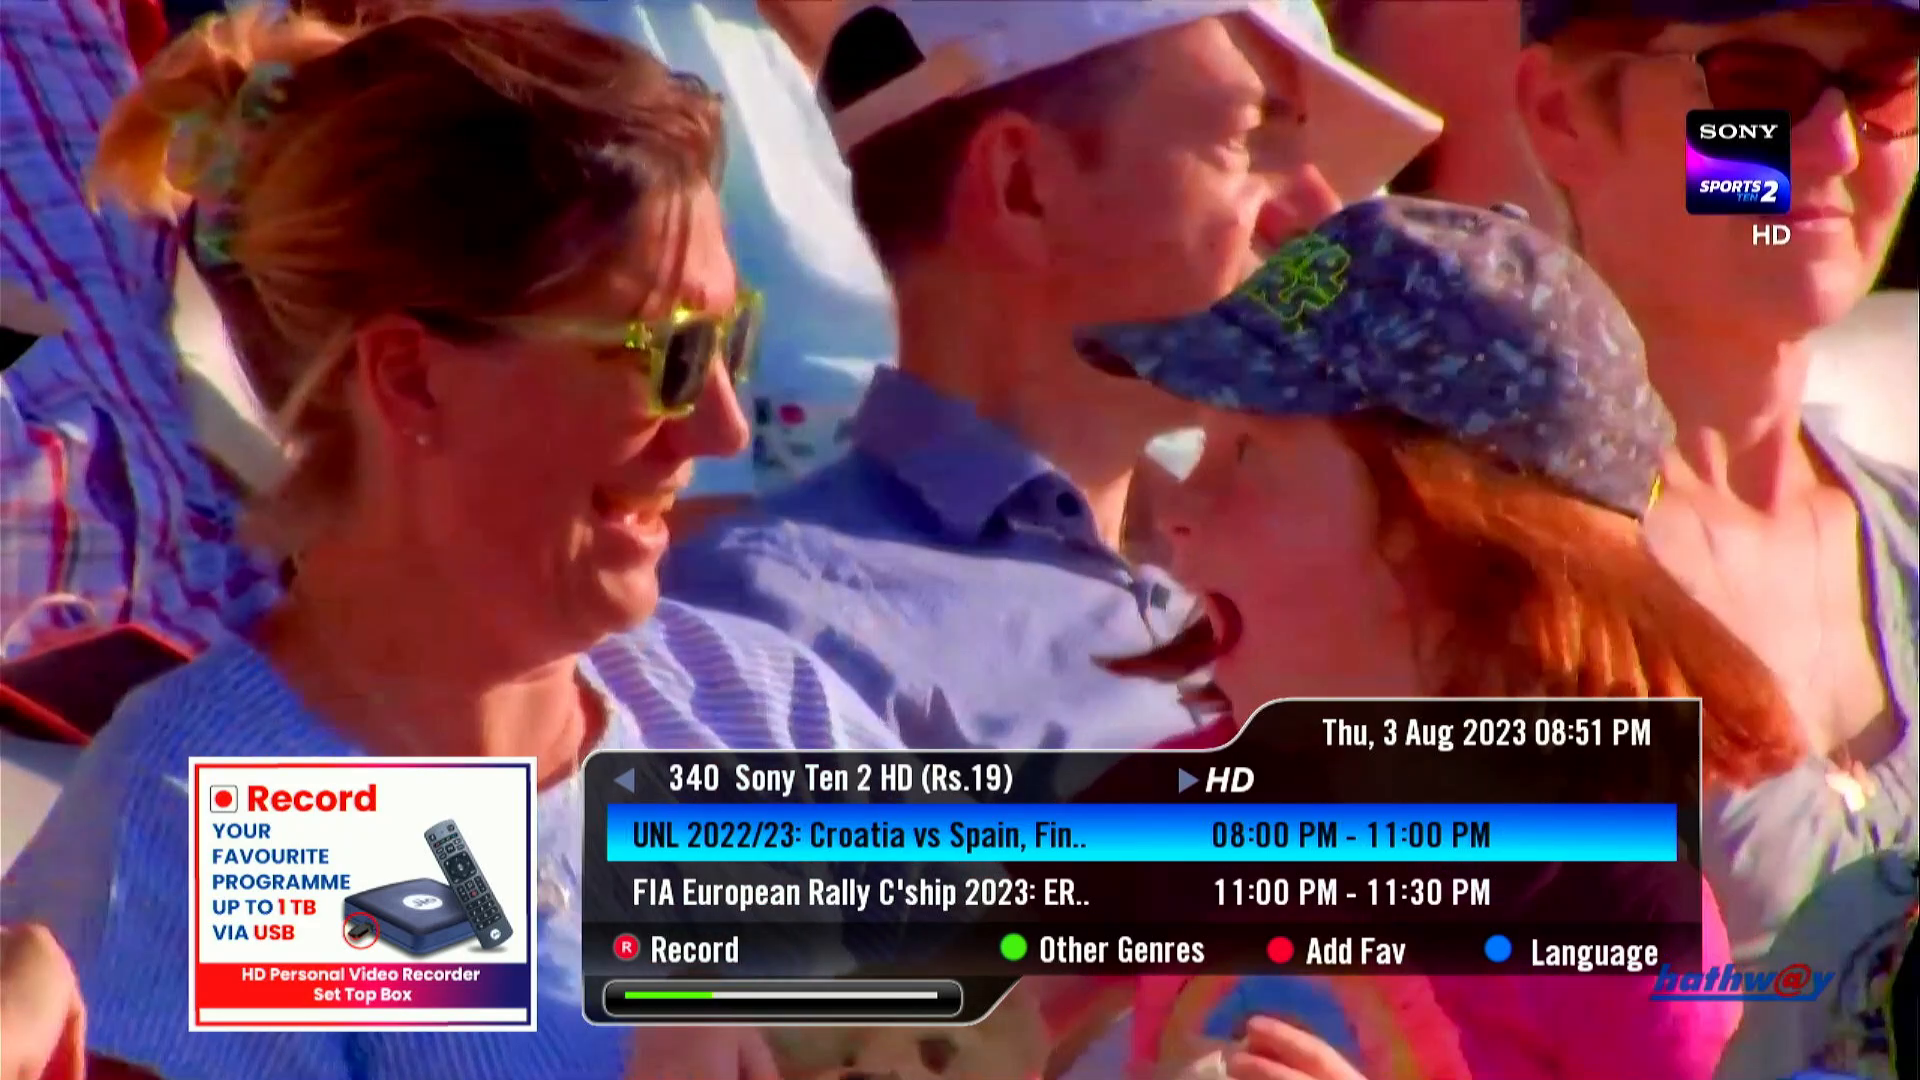 SONY
SPORTS
TEN 2
HD
Thu, 3 Aug 2023 08:51 PM
340 Sony Ten 2 HD (Rs.19)
HD
UNL 2022/23: Croatia vs Spain, Fin.. 08:00 PM - 11:00 PM
FIA European Rally C'ship 2023: ER.. 11:00 PM - 11:30 PM
R Record Other Genres Add Fav Language
hathw@y
Record
YOUR
FAVOURITE
PROGRAMME
UP TO 1 TB
VIA USB
HD Personal Video Recorder
Set Top Box